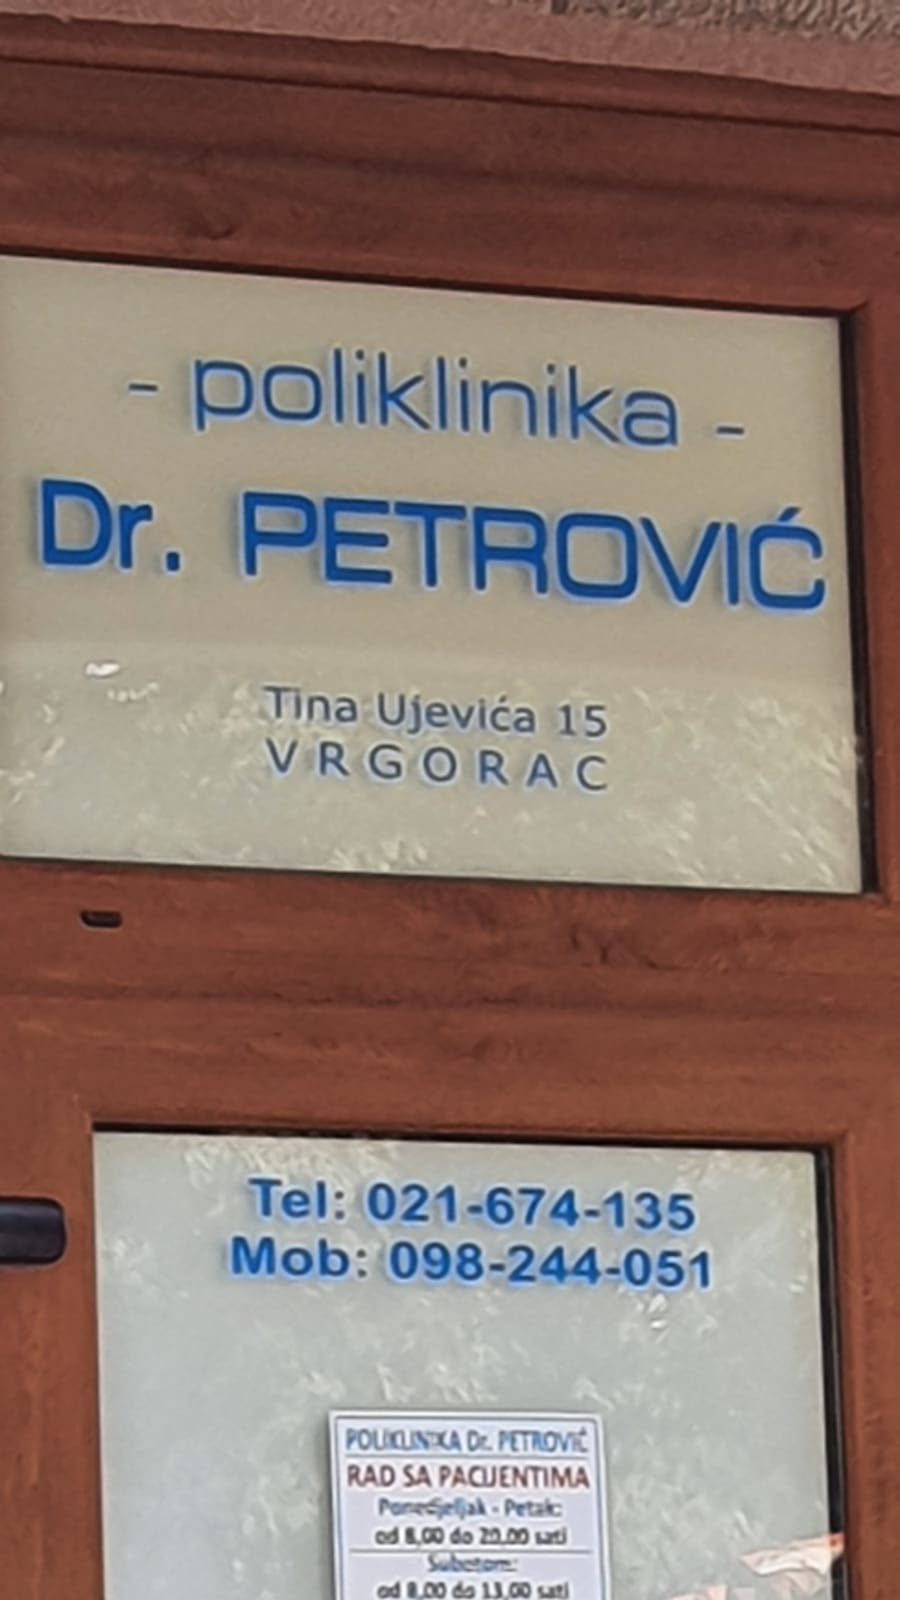 - poliklinika -
Dr. PETROVIĆ
Tina Ujevića 15
VRGORAC
Tel: 021-674-135
Mob: 098-244-051
POLIKLINIKA Dr. PETROVIĆ
RAD SA PACIJENTIMA
Ponedjeljak - Petak:
od 8,00 do 20,00 sati
Subotom:
od 8,00 do 13,00 sati